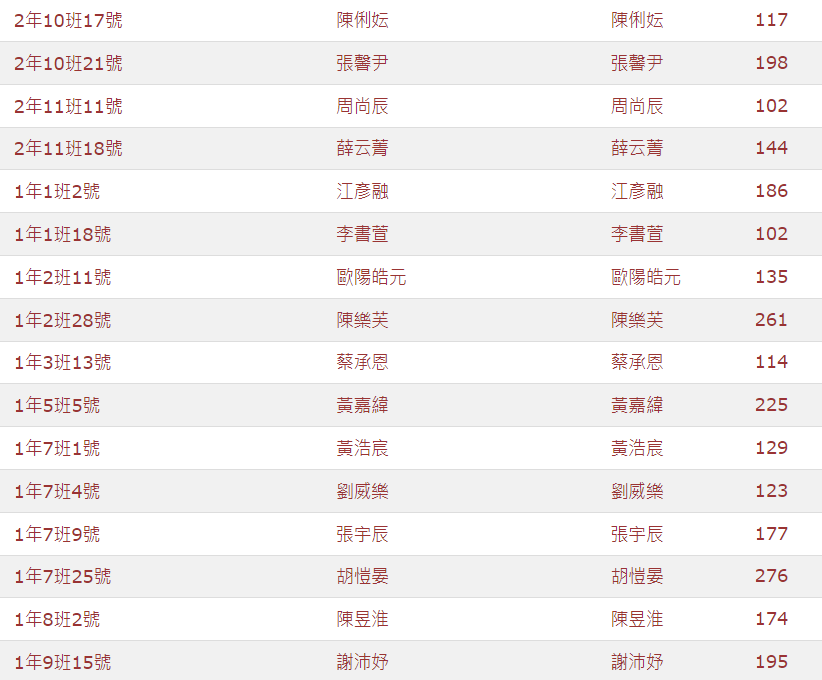 2年10班17號 陳俐妘 陳俐妘 117
2年10班21號 張馨尹 張馨尹 198
2年11班11號 周尚辰 周尚辰 102
2年11班18號 薛云菁 薛云菁 144
1年1班2號 江彥融 江彥融 186
1年1班18號 李書萱 李書萱 102
1年2班11號 歐陽皓元 歐陽皓元 135
1年2班28號 陳樂芙 陳樂芙 261
1年3班13號 蔡承恩 蔡承恩 114
1年5班5號 黃嘉緯 黃嘉緯 225
1年7班1號 黃浩宸 黃浩宸 129
1年7班4號 劉威樂 劉威樂 123
1年7班9號 張宇辰 張宇辰 177
1年7班25號 胡愷晏 胡愷晏 276
1年8班2號 陳昱淮 陳昱淮 174
1年9班15號 謝沛妤 謝沛妤 195